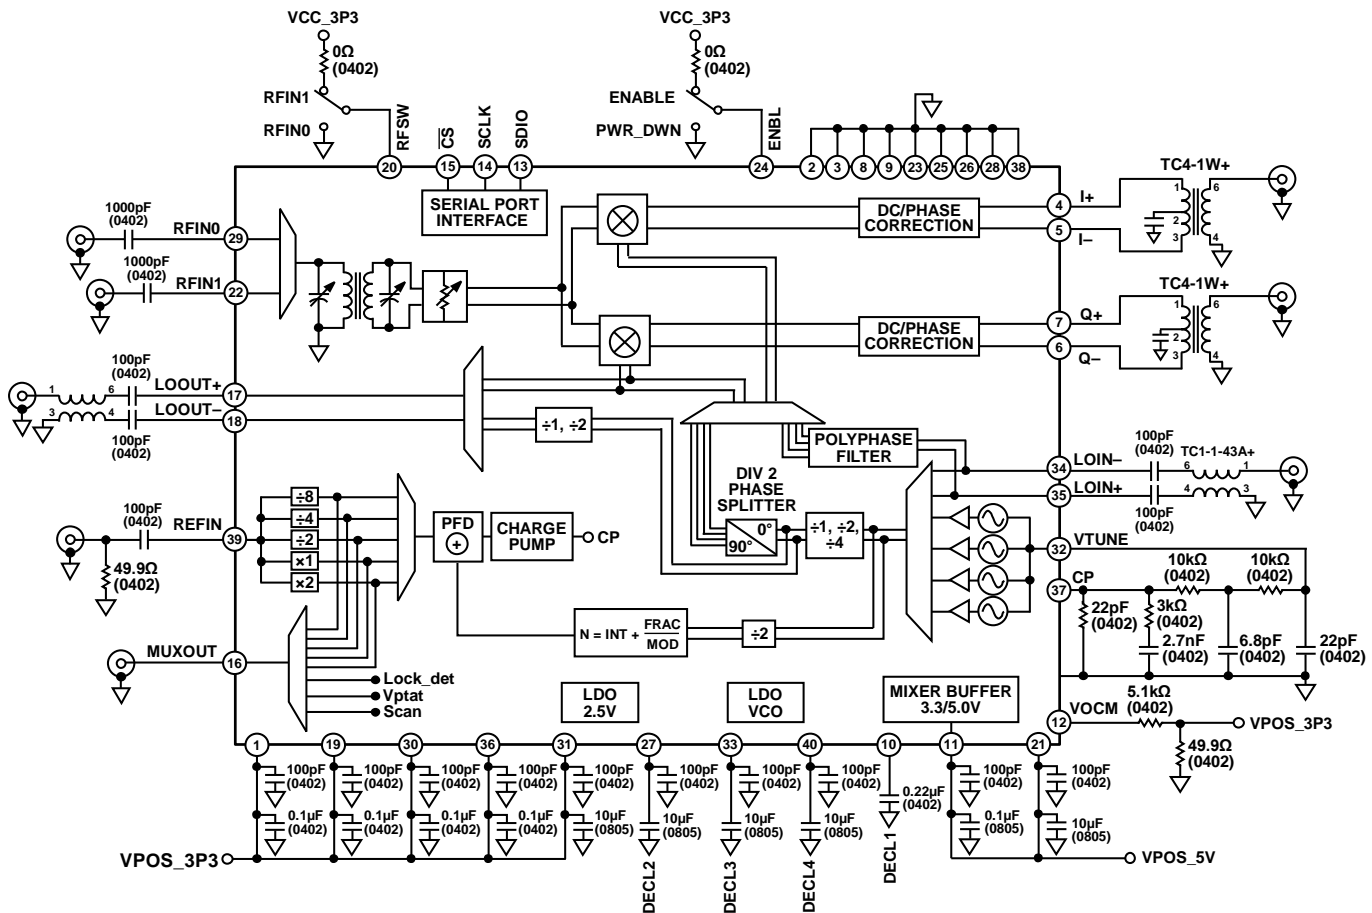 VCC_3P3
VCC_3P3
0Ω
(0402)
0Ω
(0402)
RFIN1
RFIN0
RFSW
CS
SCLK
SDIO
ENABLE
PWR_DWN
ENBL
20
15
14
13
24
2
3
8
9
23
25
26
28
38
SERIAL PORT
INTERFACE
TC4-1W+
1
2
3
6
4
1000pF
(0402)
RFIN0
29
1000pF
(0402)
RFIN1
22
DC/PHASE
CORRECTION
4
I+
5
I–
TC4-1W+
1
2
3
6
4
DC/PHASE
CORRECTION
7
Q+
6
Q–
100pF
(0402)
LOOUT+
1
6
17
3
4
LOOUT–
18
100pF
(0402)
÷1, ÷2
POLYPHASE
FILTER
DIV 2
PHASE
SPLITTER
0°
90°
÷1, ÷2,
÷4
34
LOIN–
100pF
(0402)
TC1-1-43A+
6
1
35
LOIN+
4
3
100pF
(0402)
100pF
(0402)
REFIN
39
49.9Ω
(0402)
÷8
÷4
÷2
×1
×2
PFD
+
CHARGE
PUMP
CP
N = INT +
FRAC
MOD
÷2
32
VTUNE
37
CP
10kΩ
(0402)
10kΩ
(0402)
22pF
(0402)
3kΩ
(0402)
2.7nF
(0402)
6.8pF
(0402)
22pF
(0402)
MUXOUT
16
Lock_det
Vptat
Scan
LDO
2.5V
LDO
VCO
MIXER BUFFER
3.3/5.0V
12
VOCM
5.1kΩ
(0402)
VPOS_3P3
49.9Ω
(0402)
1
19
30
36
31
27
33
40
10
11
21
100pF
(0402)
100pF
(0402)
100pF
(0402)
100pF
(0402)
100pF
(0402)
100pF
(0402)
100pF
(0402)
100pF
(0402)
0.22µF
(0402)
100pF
(0402)
100pF
(0402)
0.1µF
(0402)
0.1µF
(0402)
0.1µF
(0402)
0.1µF
(0402)
10µF
(0805)
10µF
(0805)
10µF
(0805)
10µF
(0805)
0.1µF
(0805)
10µF
(0805)
VPOS_3P3
DECL2
DECL3
DECL4
DECL1
VPOS_5V